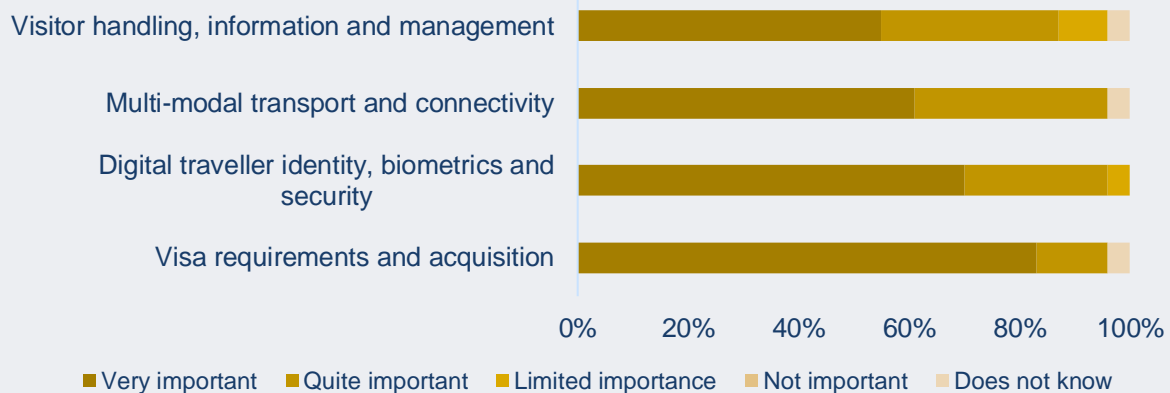 Visitor handling, information and management
Multi-modal transport and connectivity
Digital traveller identity, biometrics and
security
Visa requirements and acquisition
0% 20% 40% 60% 80% 100%
Very important Quite important Limited importance Not important Does not know